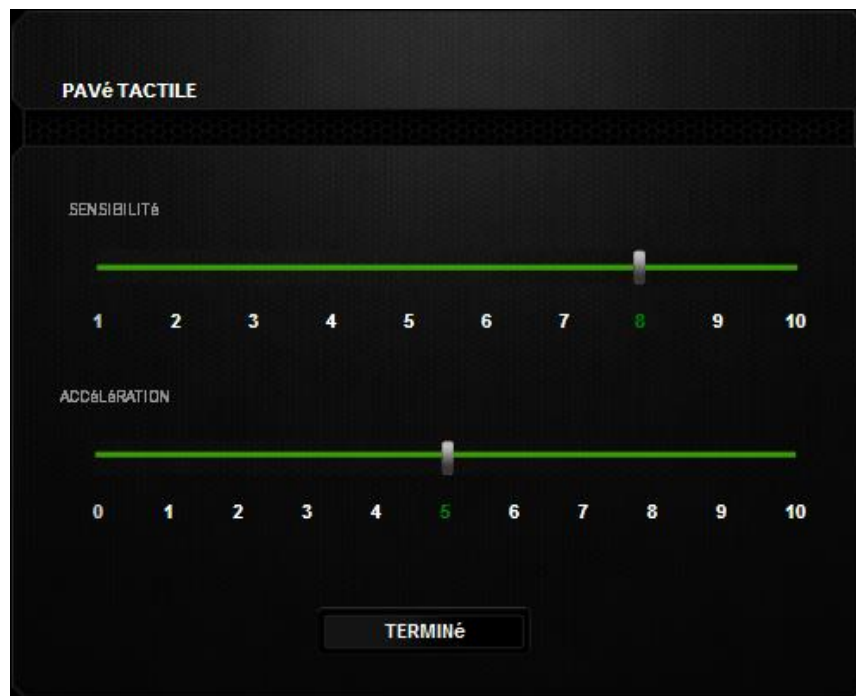 PAVé TACTILE
SENSIBILITé
1 2 3 4 5 6 7 8 9 10
ACCéLéRATION
0 1 2 3 4 5 6 7 8 9 10
TERMINé